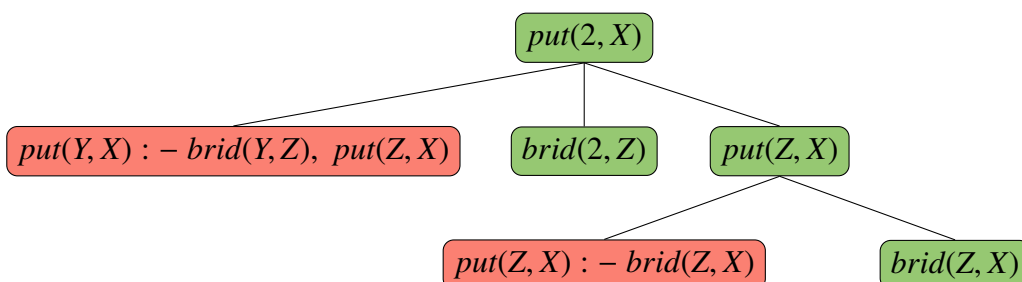 put(2, X)
put(Y, X) : − brid(Y, Z), put(Z, X)
brid(2, Z)
put(Z, X)
put(Z, X) : − brid(Z, X)
brid(Z, X)